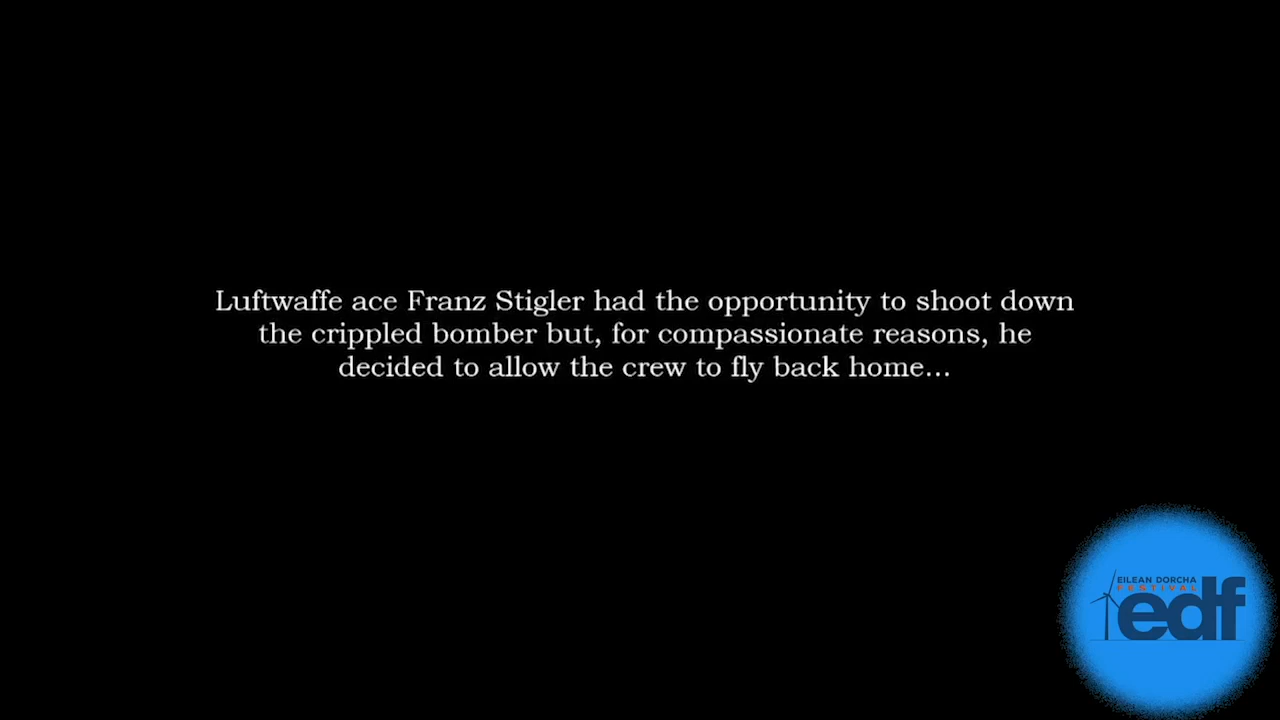 Luftwaffe ace Franz Stigler had the opportunity to shoot down
the crippled bomber but, for compassionate reasons, he
decided to allow the crew to fly back home...
EILEAN DORCHA
FESTIVAL
edf